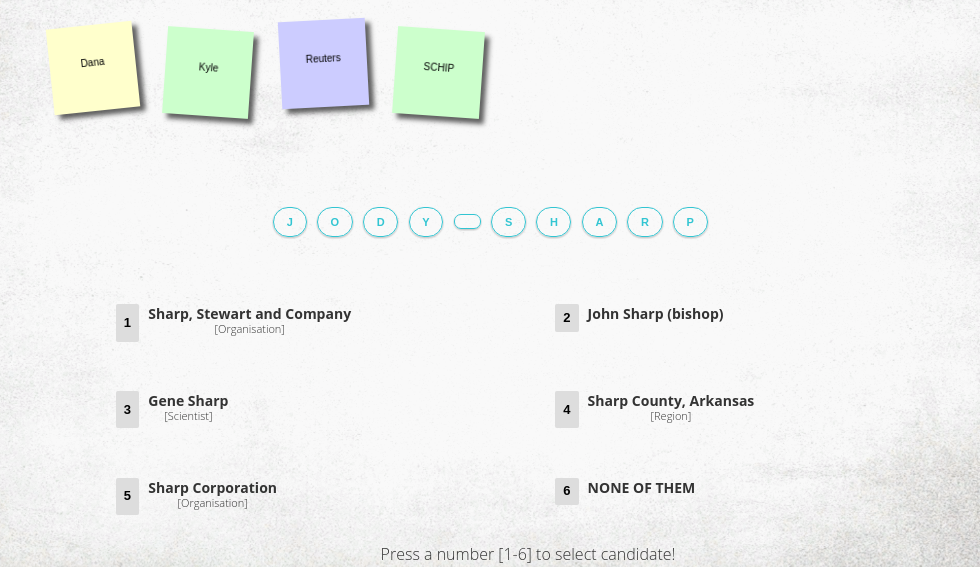 Dana
Kyle
Reuters
SCHIP
J O D Y S H A R P
1 Sharp, Stewart and Company
[Organisation]
2 John Sharp (bishop)
3 Gene Sharp
[Scientist]
4 Sharp County, Arkansas
[Region]
5 Sharp Corporation
[Organisation]
6 NONE OF THEM
Press a number [1-6] to select candidate!